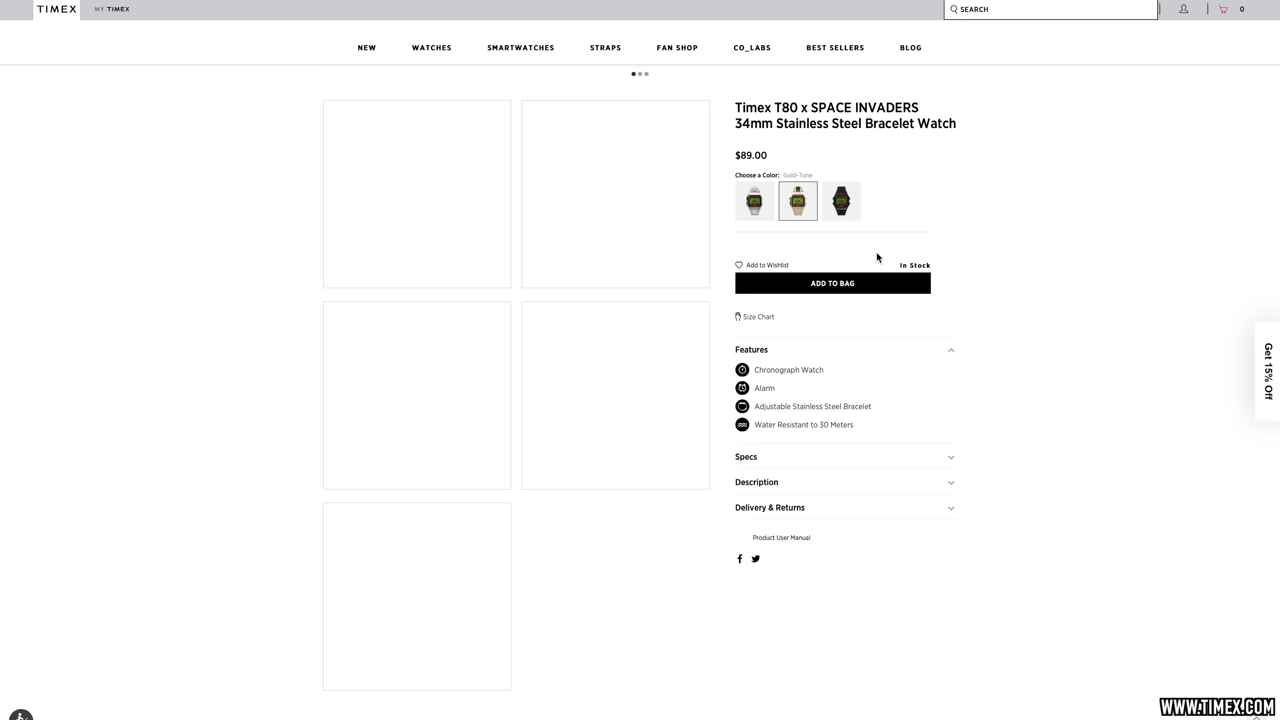 TIMEX
MY TIMEX
SEARCH
0
NEW
WATCHES
SMARTWATCHES
STRAPS
FAN SHOP
CO_LABS
BEST SELLERS
BLOG
Timex T80 x SPACE INVADERS
34mm Stainless Steel Bracelet Watch
$89.00
Choose a Color: Gold-Tone
Add to Wishlist
In Stock
ADD TO BAG
Size Chart
Features
Chronograph Watch
Alarm
Adjustable Stainless Steel Bracelet
Water Resistant to 30 Meters
Specs
Description
Delivery & Returns
Product User Manual
Get 15% Off
WWW.TIMEX.COM